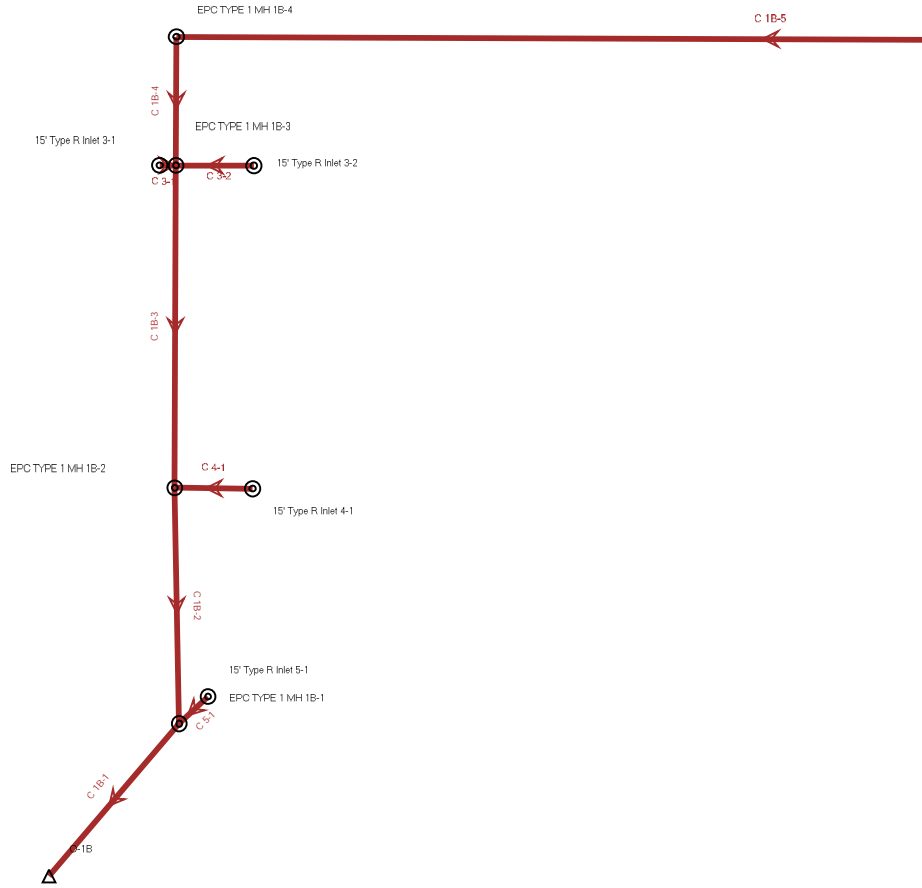 EPC TYPE 1 MH 1B-4
C 1B-5
C 1B-4
EPC TYPE 1 MH 1B-3
15' Type R Inlet 3-1
15' Type R Inlet 3-2
C 3-1
C 3-2
C 1B-3
EPC TYPE 1 MH 1B-2
C 4-1
15' Type R Inlet 4-1
C 1B-2
15' Type R Inlet 5-1
EPC TYPE 1 MH 1B-1
C 5-1
C 1B-1
O-1B